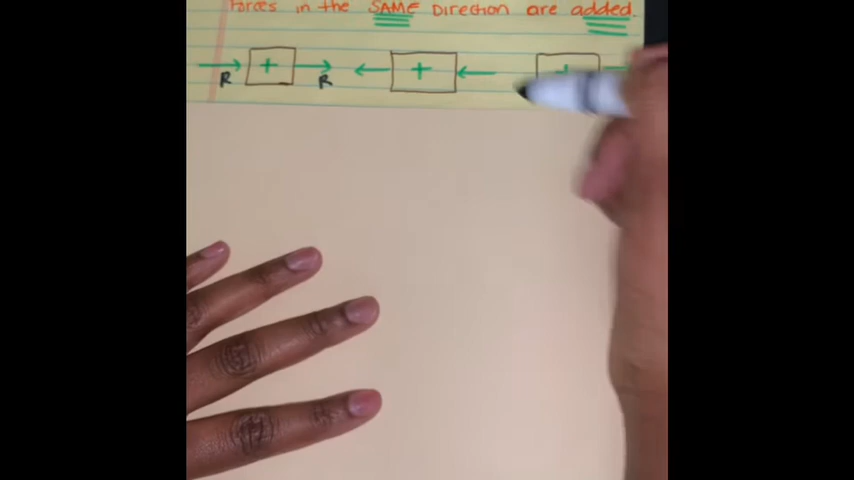 Forces in the SAME Direction are added.
+ + +
R R